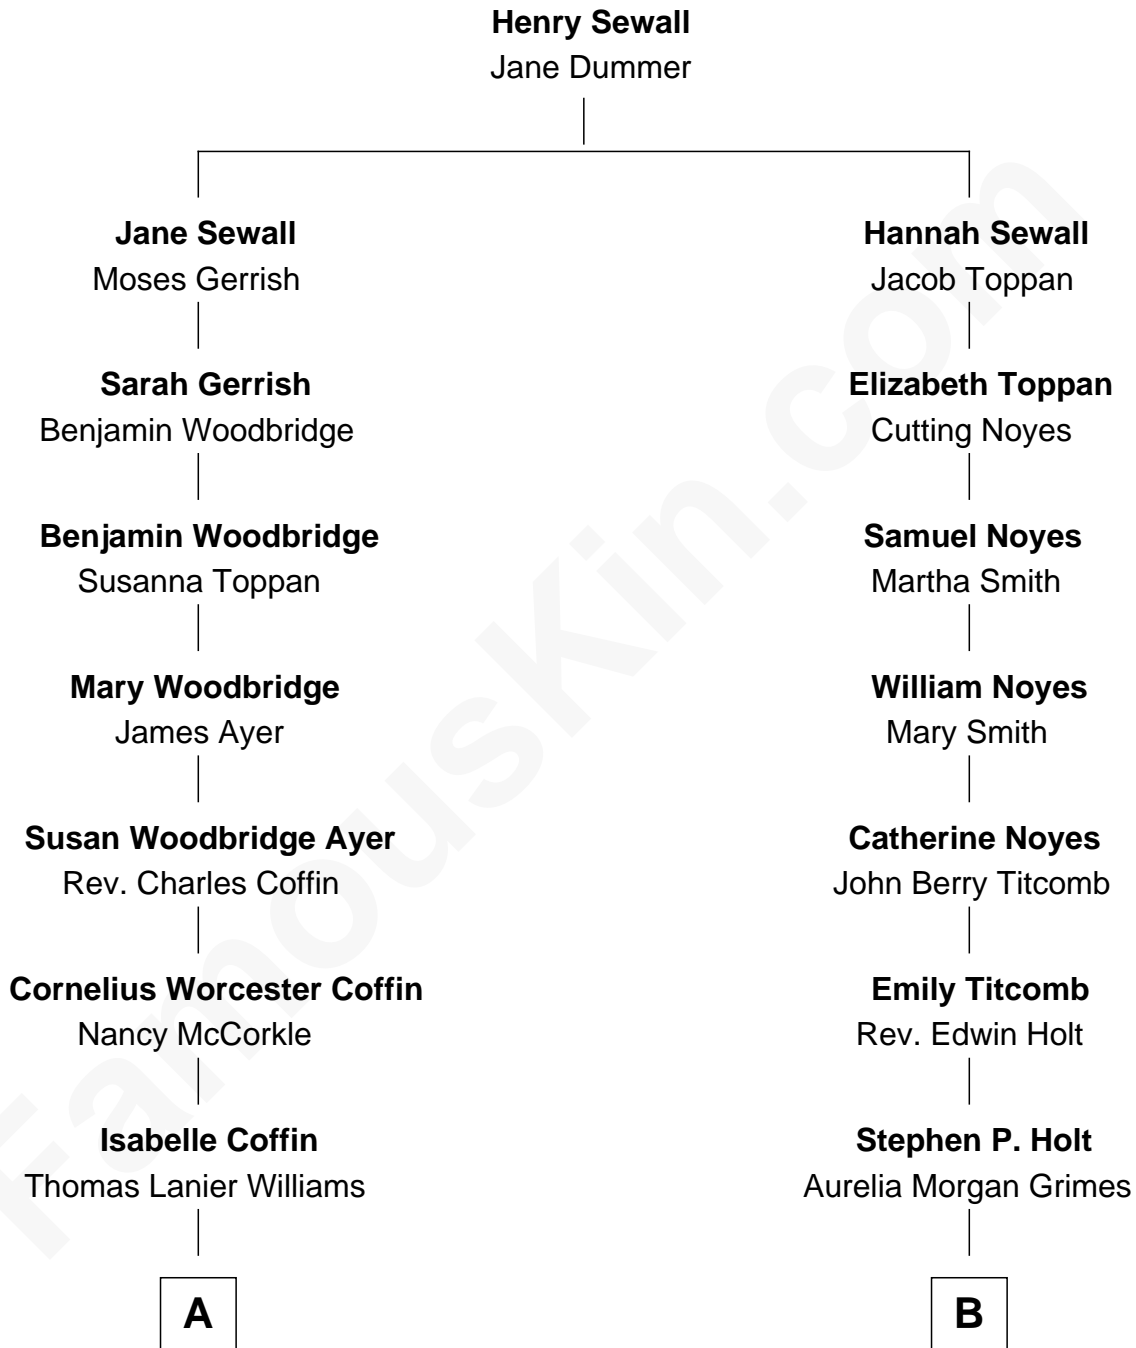 Henry Sewall
Jane Dummer
Jane Sewall
Moses Gerrish
Hannah Sewall
Jacob Toppan
Sarah Gerrish
Benjamin Woodbridge
Elizabeth Toppan
Cutting Noyes
Benjamin Woodbridge
Susanna Toppan
Samuel Noyes
Martha Smith
Mary Woodbridge
James Ayer
William Noyes
Mary Smith
Susan Woodbridge Ayer
Rev. Charles Coffin
Catherine Noyes
John Berry Titcomb
Cornelius Worcester Coffin
Nancy McCorkle
Emily Titcomb
Rev. Edwin Holt
Isabelle Coffin
Thomas Lanier Williams
Stephen P. Holt
Aurelia Morgan Grimes
A
B
FamousKin.com